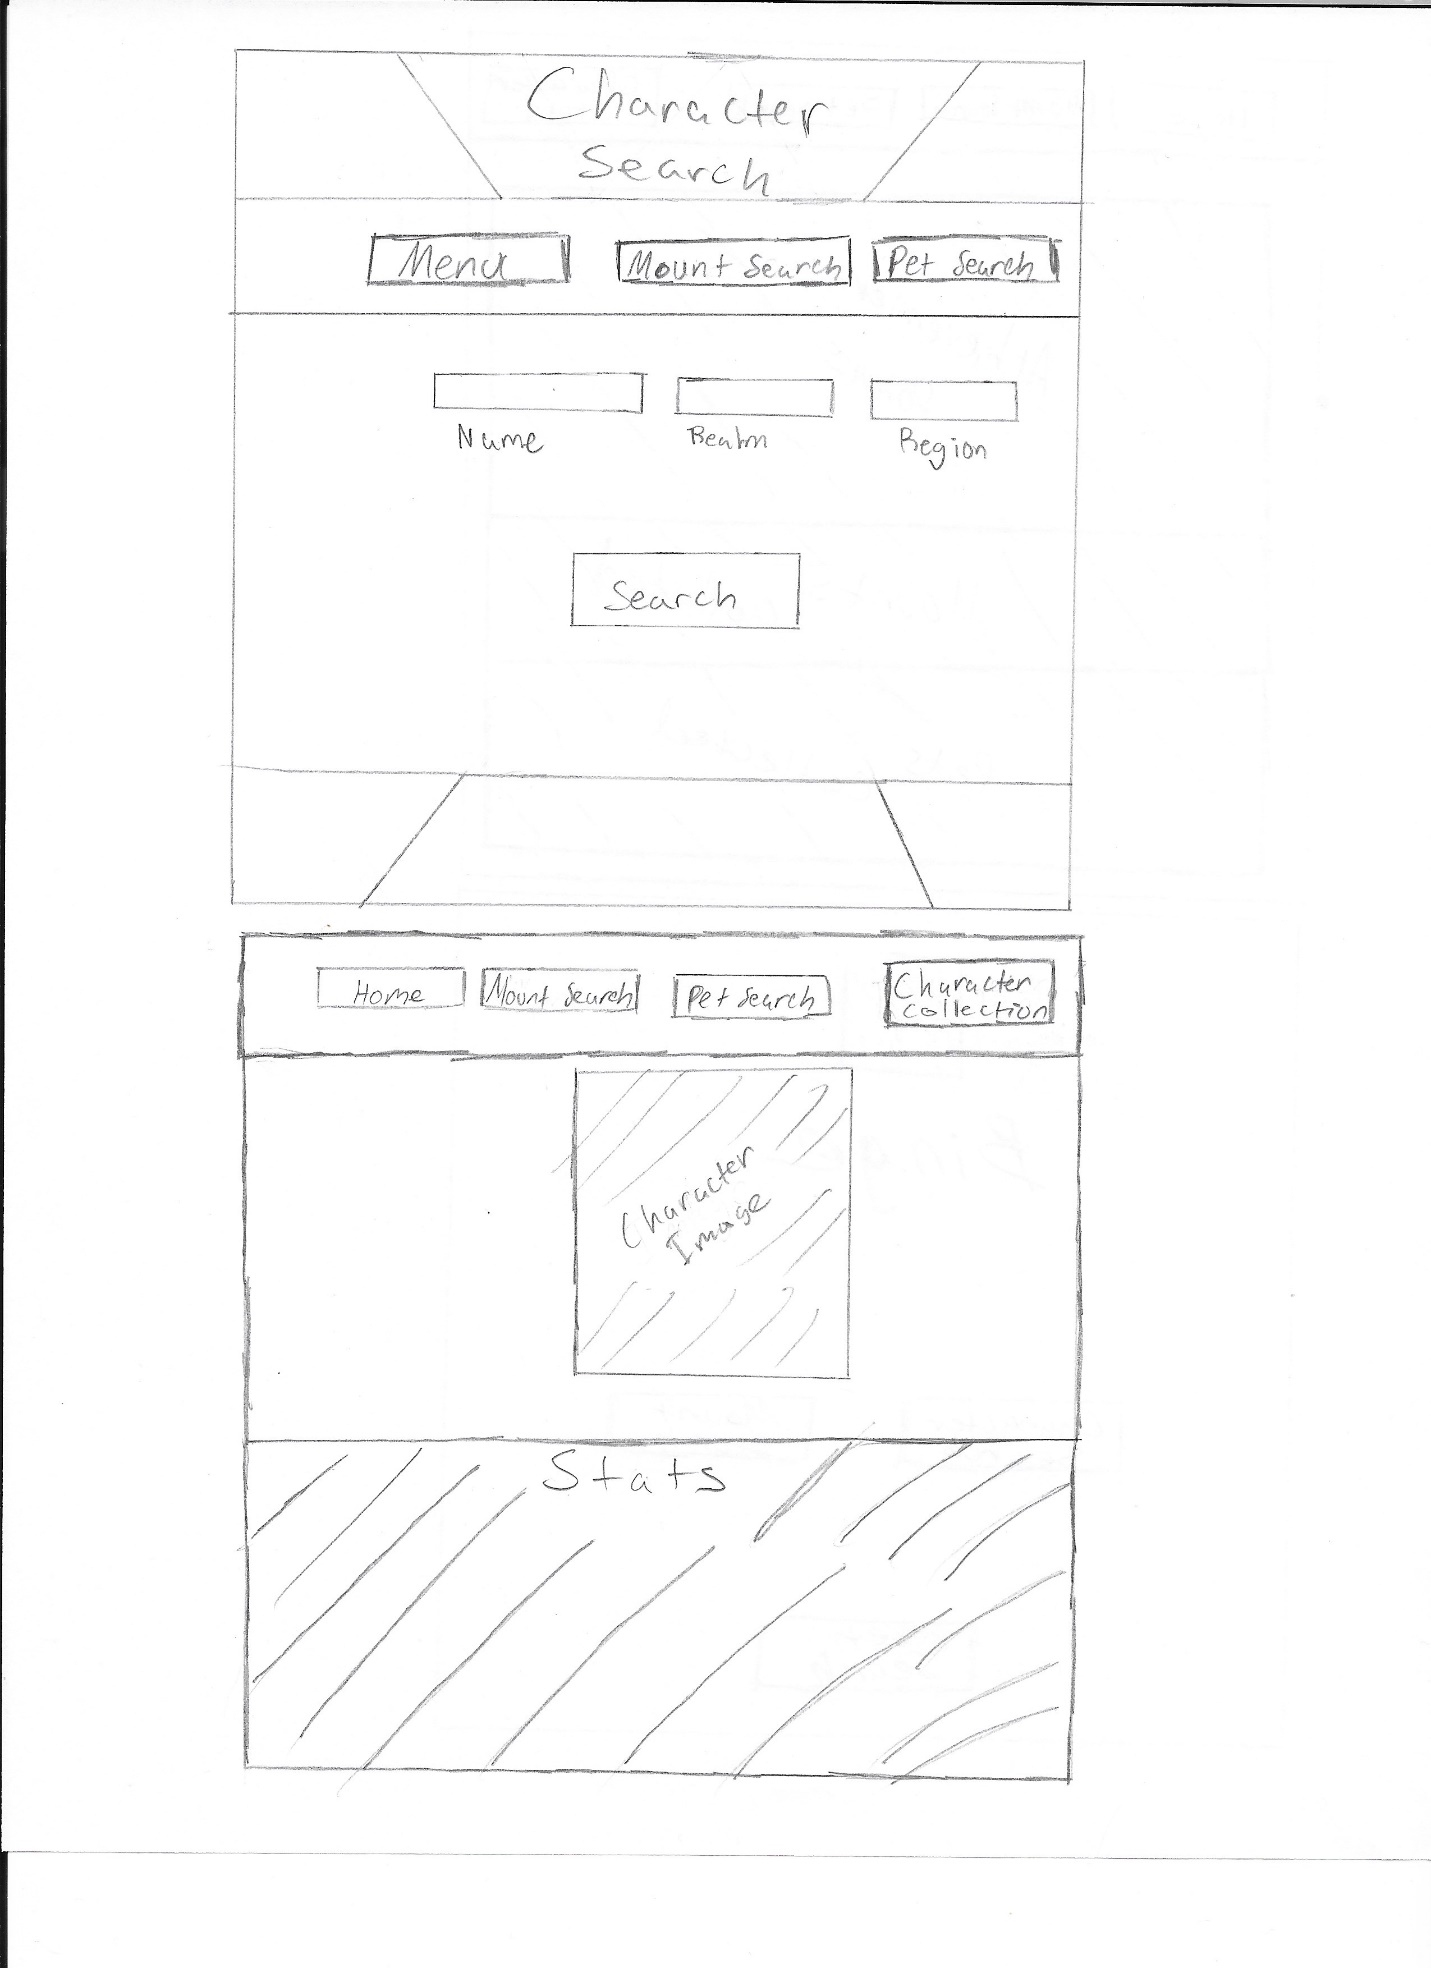 Character
Search
Menu Mount Search Pet Search
Name Realm Region
Search
Home Mount Search Pet Search Character
Collection
Character
Image
Stats